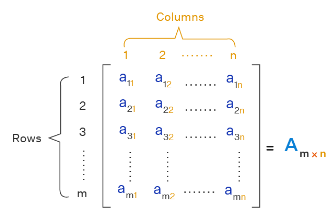 Columns
1 2 ....... n
1 a11 a12 ....... a1n
2 a21 a22 ....... a2n
Rows 3 a31 a32 ....... a3n
= Am×n
m am1 am2 ....... amn